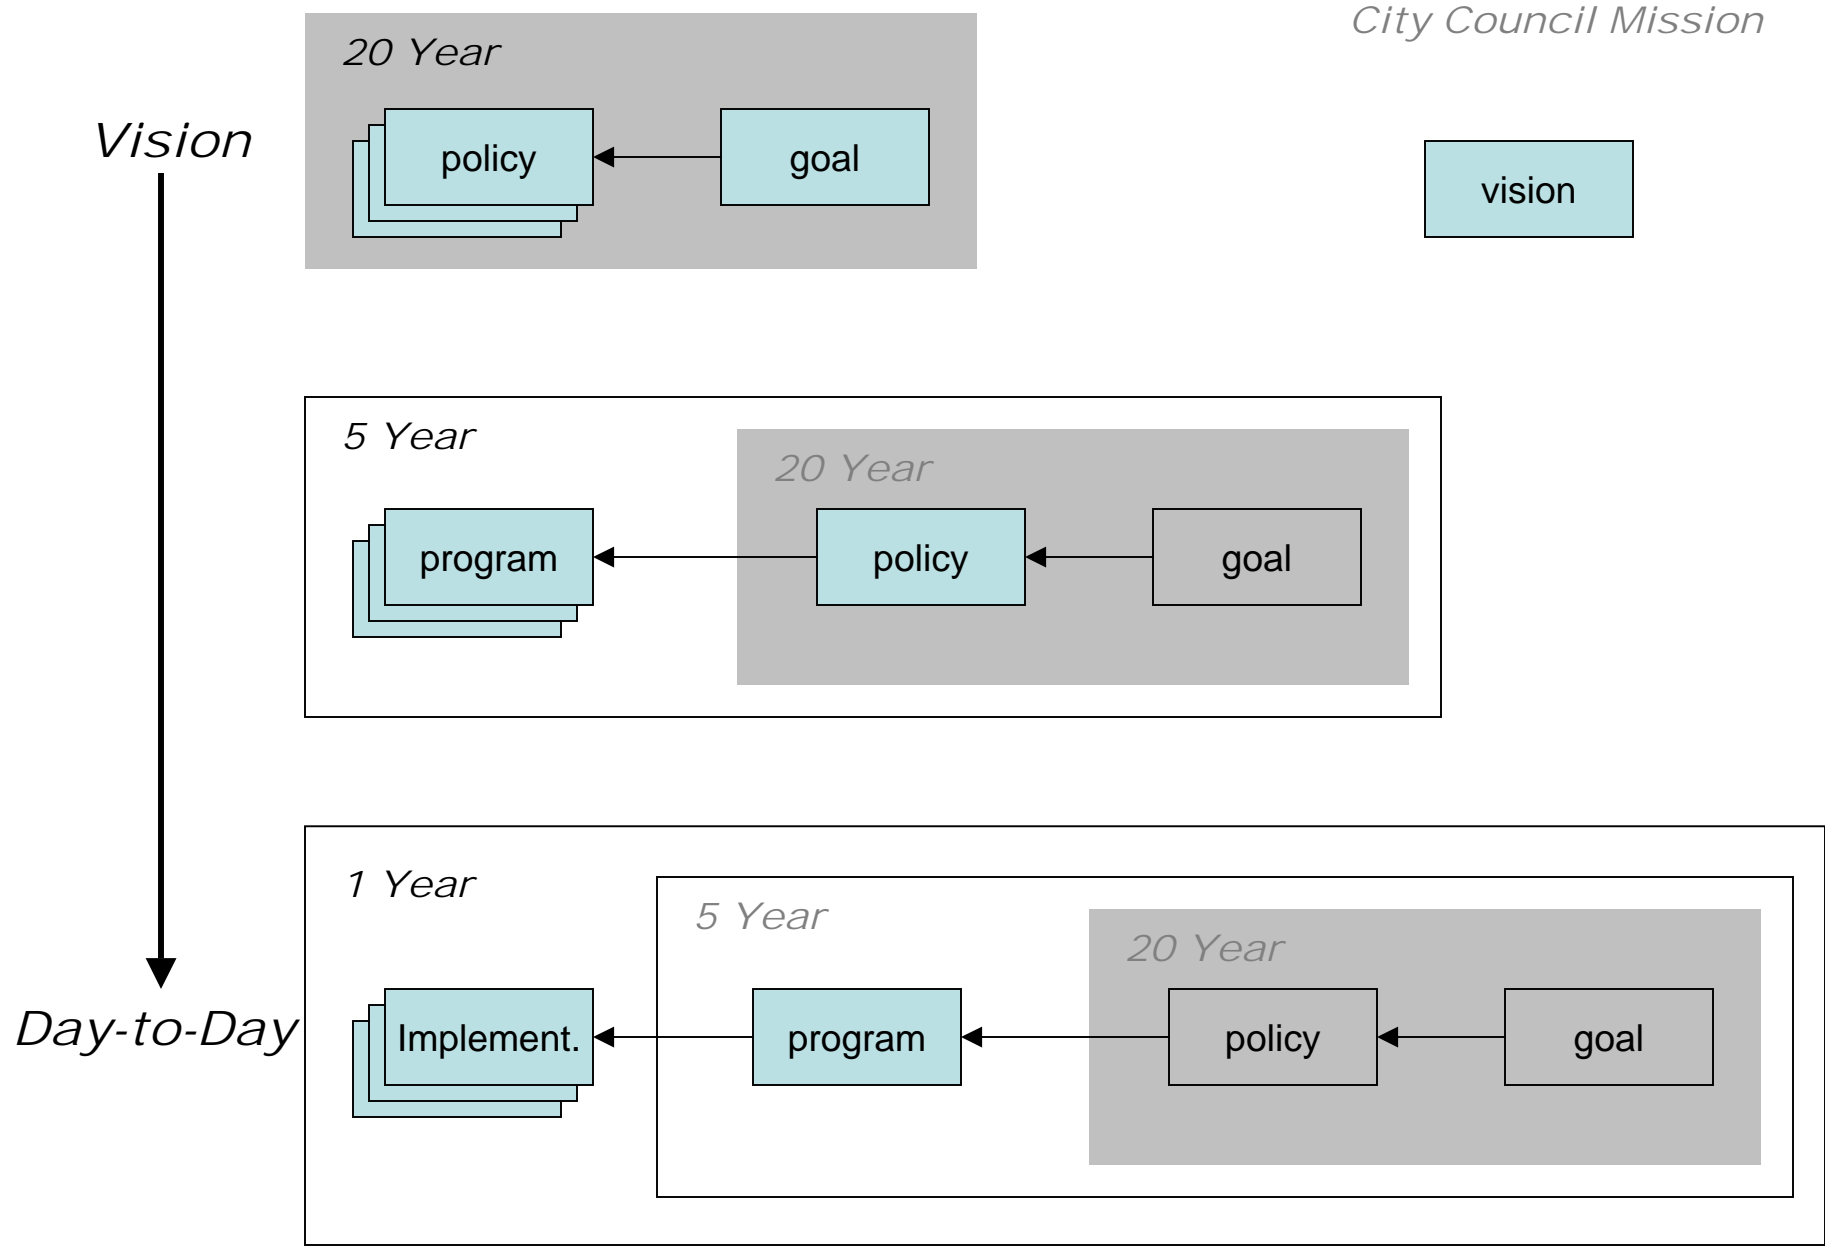 City Council Mission
20 Year
Vision
policy
goal
vision
5 Year
20 Year
program
policy
goal
1 Year
5 Year
20 Year
Day-to-Day
Implement.
program
policy
goal